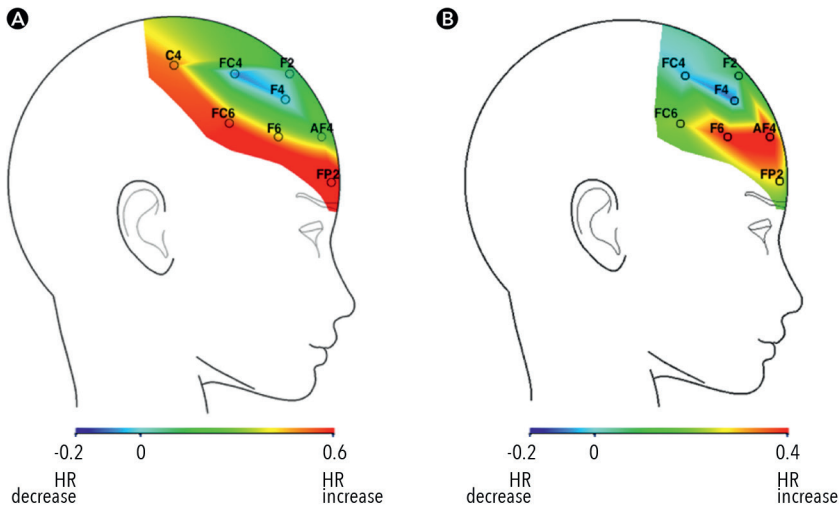 A
C4
FC4
F2
F4
FC6
F6
AF4
FP2
-0.2
0
0.6
HR
decrease
HR
increase
B
FC4
F2
F4
FC6
F6
AF4
FP2
-0.2
0
0.4
HR
decrease
HR
increase